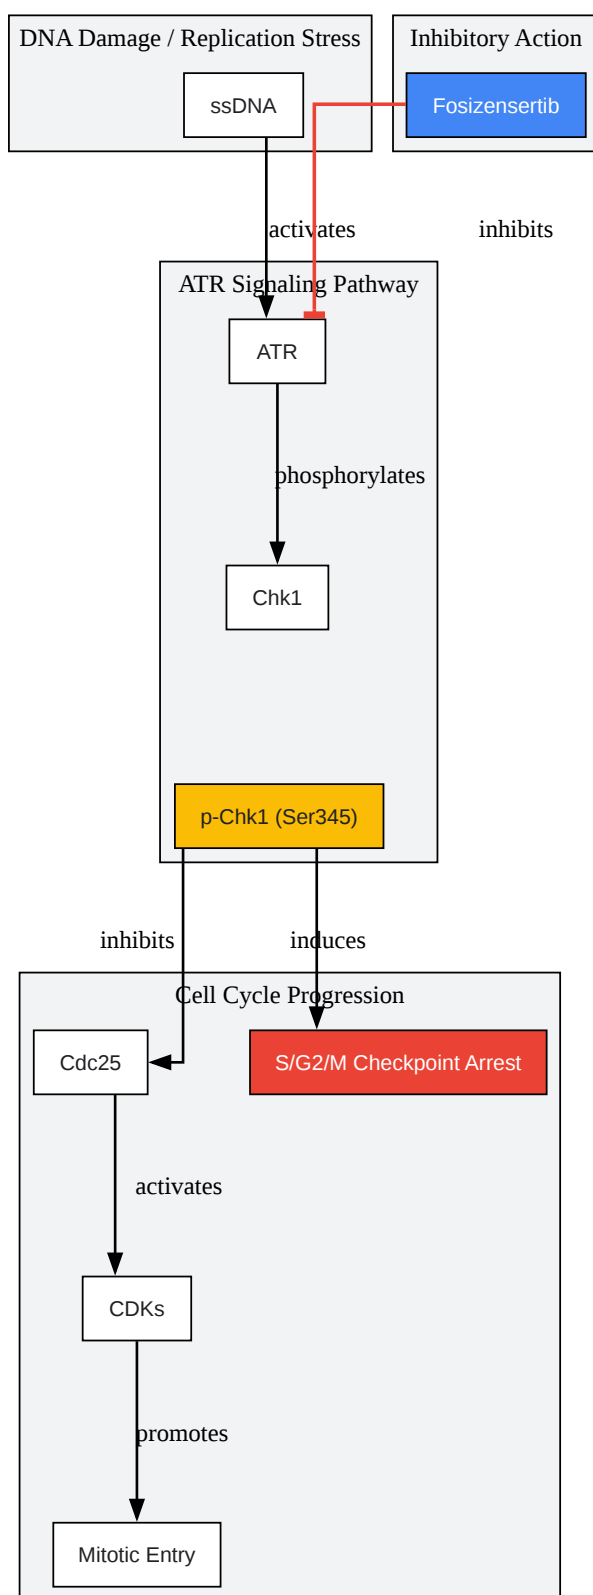 DNA Damage / Replication Stress
Inhibitory Action
ssDNA
Fosizensertib
activates
inhibits
ATR Signaling Pathway
ATR
phosphorylates
Chk1
p-Chk1 (Ser345)
inhibits
induces
Cell Cycle Progression
Cdc25
S/G2/M Checkpoint Arrest
activates
CDKs
promotes
Mitotic Entry